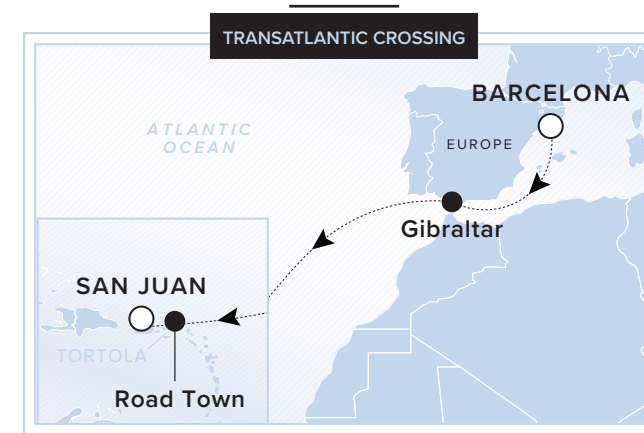 TRANSATLANTIC CROSSING
BARCELONA
ATLANTIC
OCEAN
EUROPE
Gibraltar
SAN JUAN
TORTOLA
Road Town